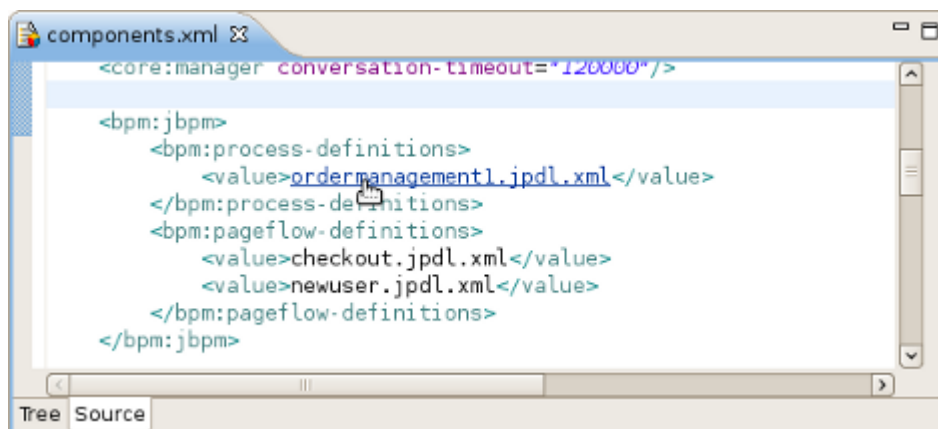 components.xml
<core:manager conversation-timeout="120000"/>
<bpm:jbpm>
<bpm:process-definitions>
<value>ordermanagement1.jpdl.xml</value>
</bpm:process-definitions>
<bpm:pageflow-definitions>
<value>checkout.jpdl.xml</value>
<value>newuser.jpdl.xml</value>
</bpm:pageflow-definitions>
</bpm:jbpm>
Tree Source